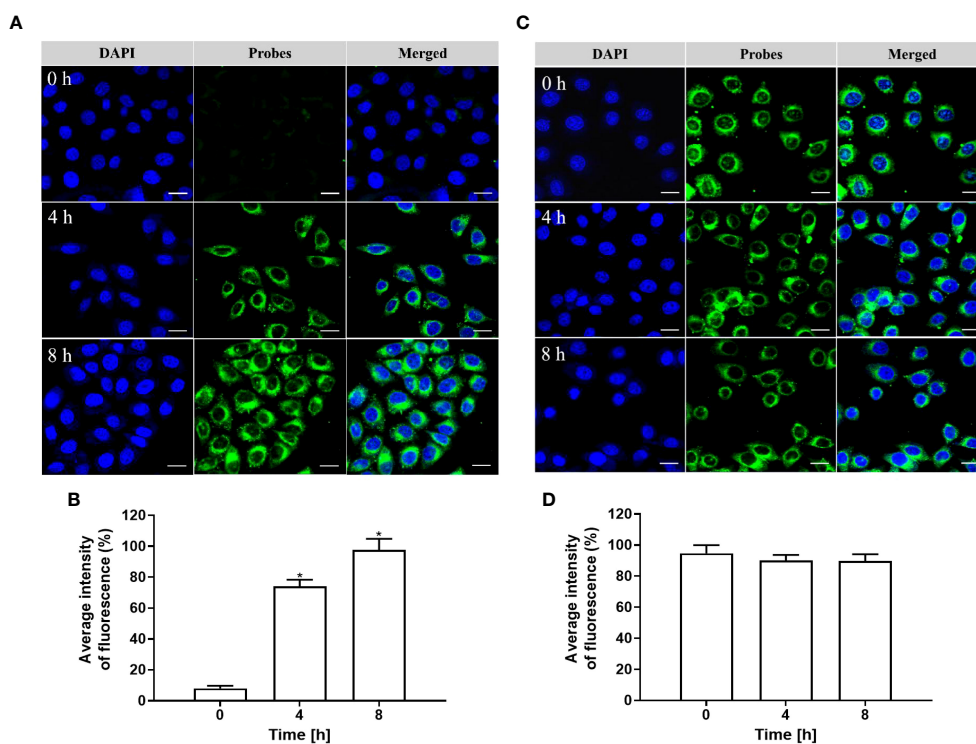 A
DAPI Probes Merged
0 h
4 h
8 h
C
DAPI Probes Merged
0 h
4 h
8 h
B
Average intensity
of fluorescence (%)
120
100
80
60
40
20
0
* *
0 4 8
Time [h]
D
Average intensity
of fluorescence (%)
120
100
80
60
40
20
0
0 4 8
Time [h]